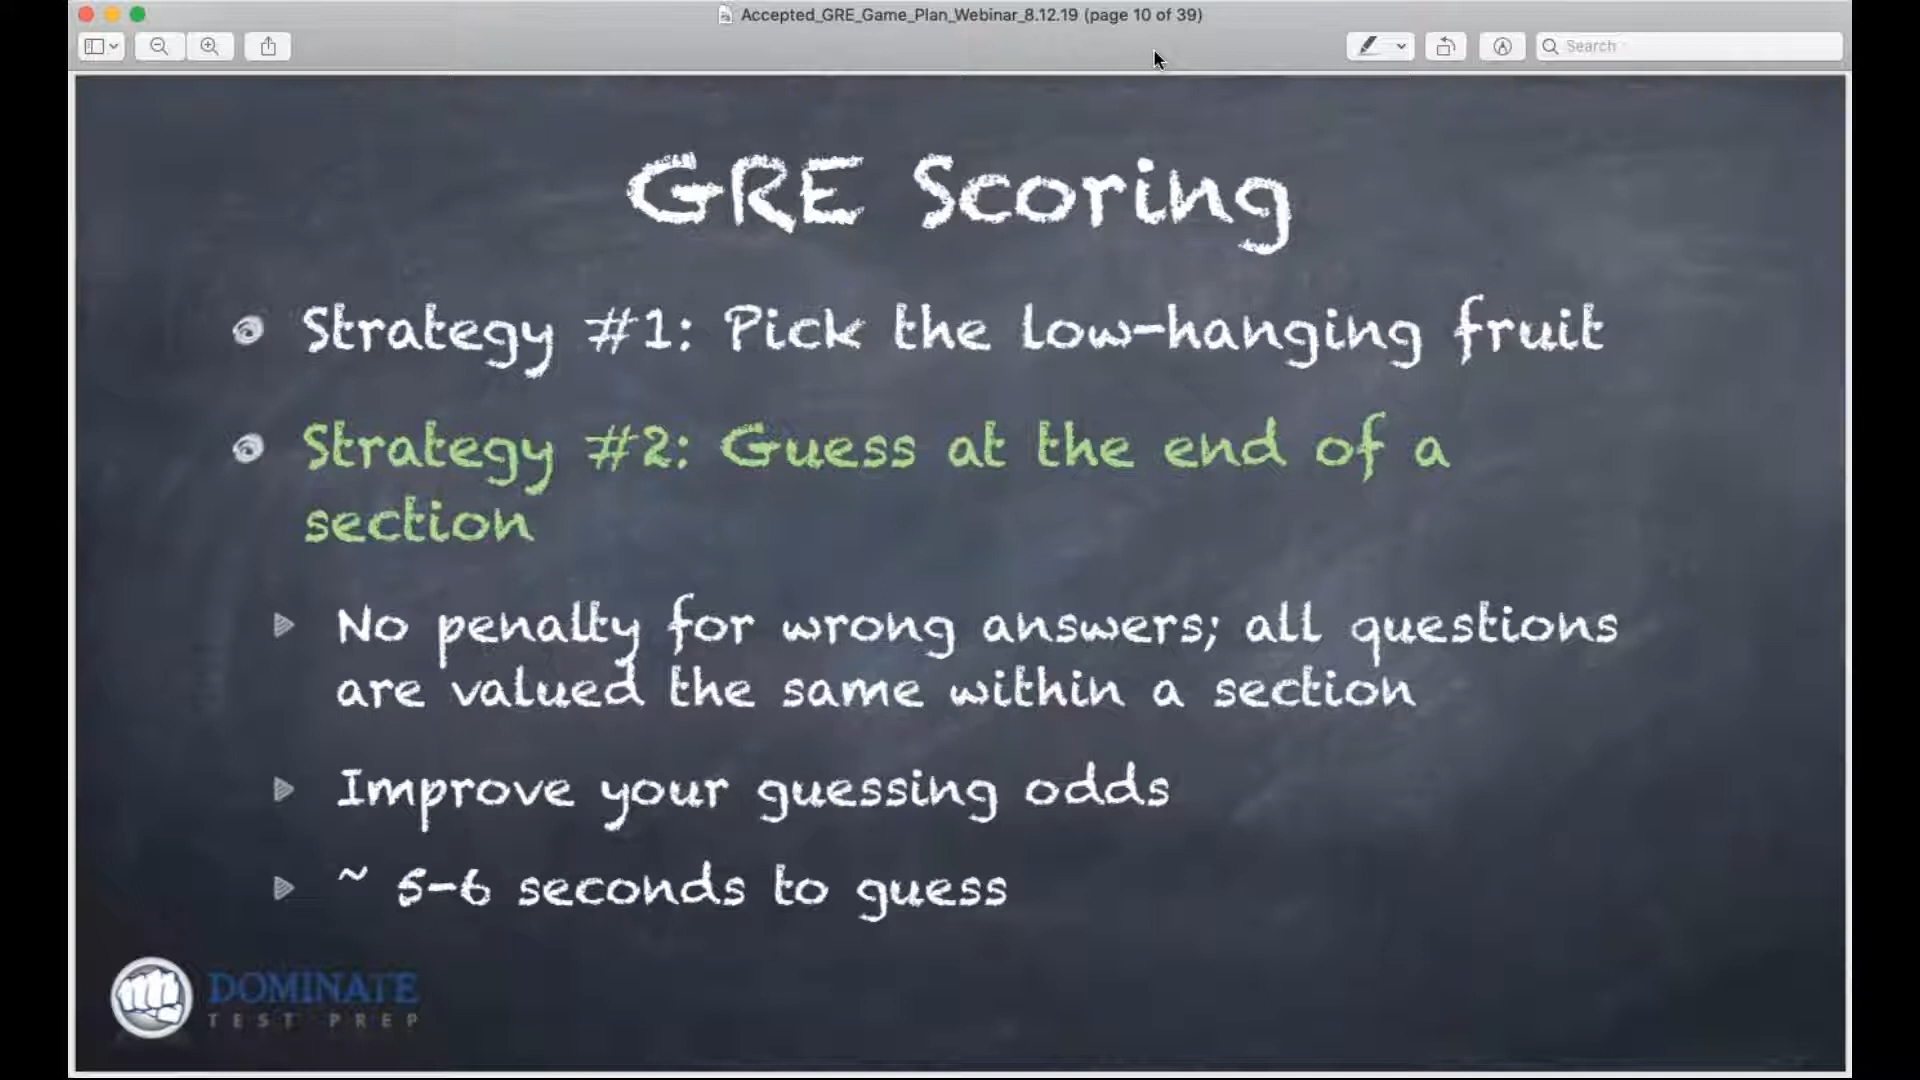 Accepted_GRE_Game_Plan_Webinar_8.12.19 (page 10 of 39)
Search
GRE Scoring
Strategy #1: Pick the low-hanging fruit
Strategy #2: Guess at the end of a
section
No penalty for wrong answers; all questions
are valued the same within a section
Improve your guessing odds
~ 5-6 seconds to guess
DOMINATE
TEST PREP